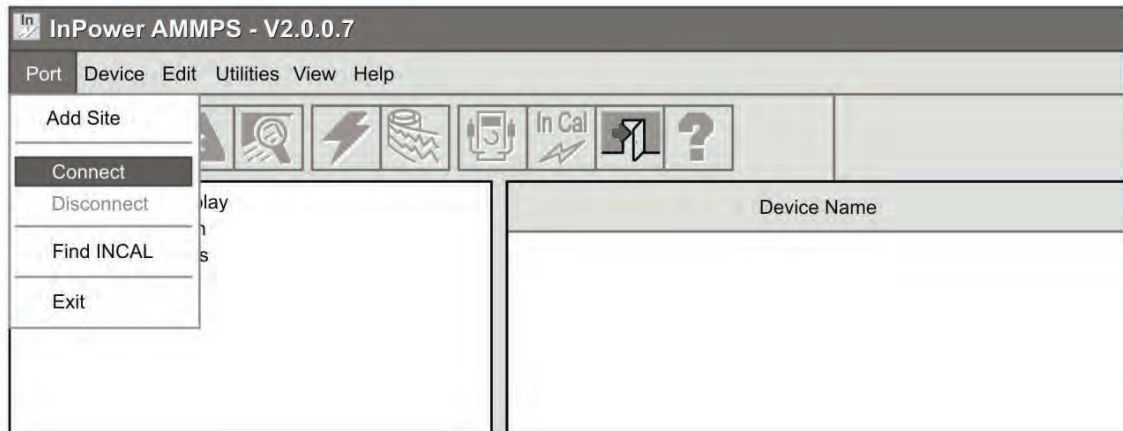 In
InPower AMMPS - V2.0.0.7
Port Device Edit Utilities View Help
Add Site
In Cal
?
Connect
Disconnect
lay
Device Name
Find INCAL
s
Exit